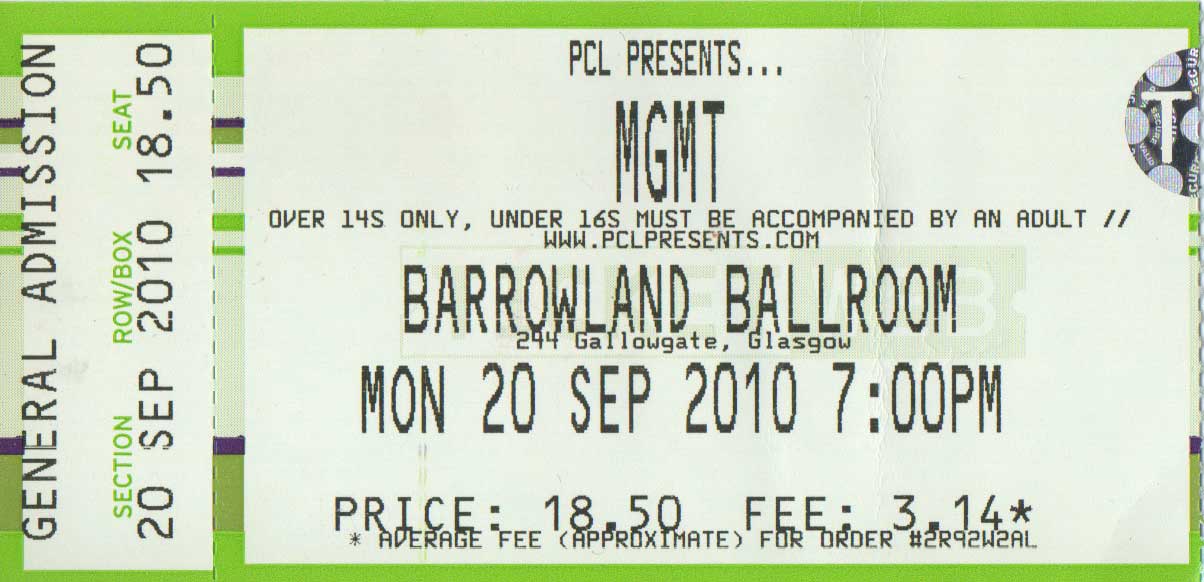 GENERAL ADMISSION
SECTION ROW/BOX SEAT
20 SEP 2010 18.50
PCL PRESENTS...
MGMT
OVER 14S ONLY, UNDER 16S MUST BE ACCOMPANIED BY AN ADULT //
WWW.PCLPRESENTS.COM
BARROWLAND BALLROOM
244 Gallowgate, Glasgow
MON 20 SEP 2010 7:00PM
PRICE: 18.50 FEE: 3.14*
* AVERAGE FEE (APPROXIMATE) FOR ORDER #2R92W2AL
T
VALID